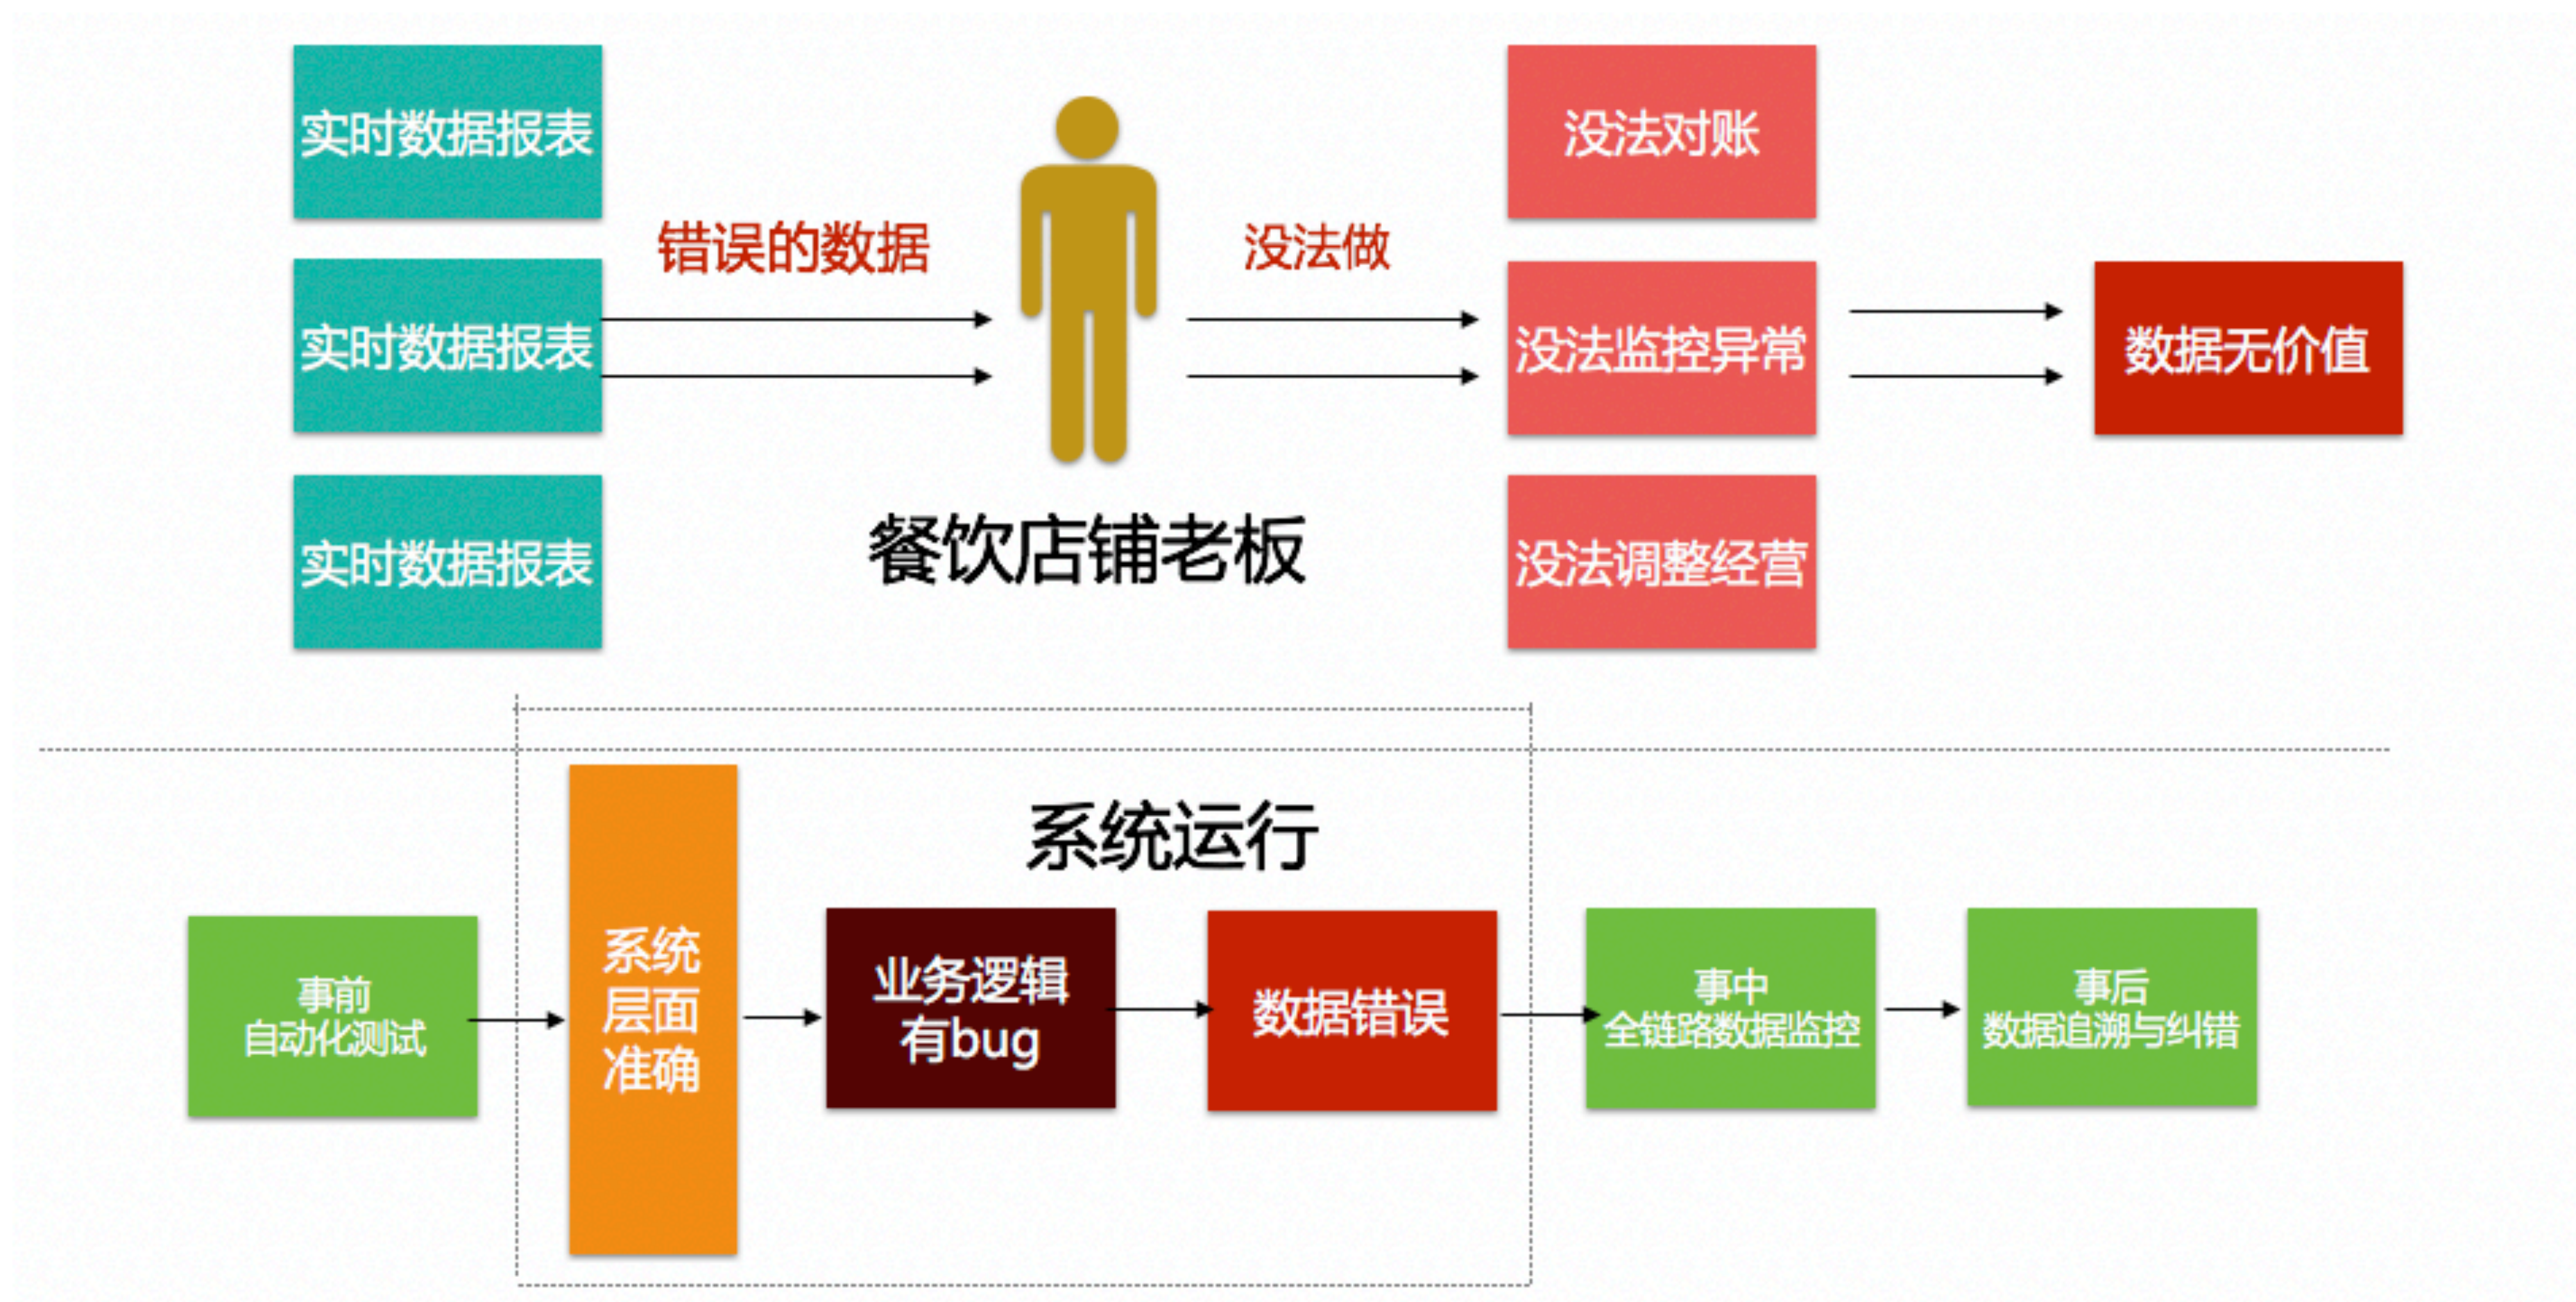 实时数据报表
实时数据报表
实时数据报表
错误的数据
餐饮店铺老板
没法做
没法对账
没法监控异常
没法调整经营
数据无价值
系统运行
事前
自动化测试
系统
层面
准确
业务逻辑
有bug
数据错误
事中
全链路数据监控
事后
数据追溯与纠错